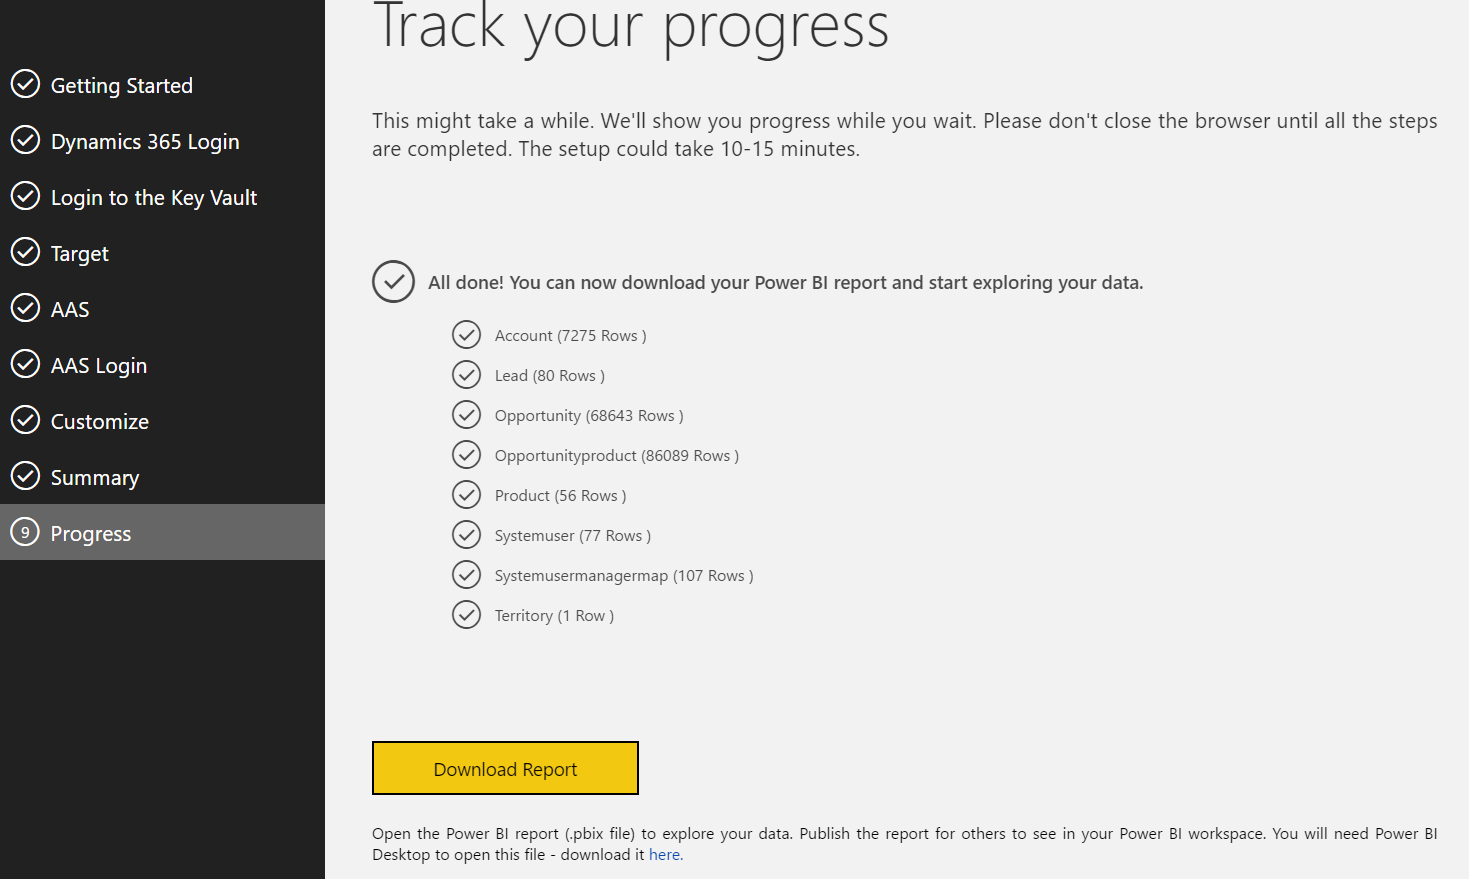 Getting Started
Dynamics 365 Login
Login to the Key Vault
Target
AAS
AAS Login
Customize
Summary
9 Progress
Track your progress
This might take a while. We'll show you progress while you wait. Please don't close the browser until all the steps
are completed. The setup could take 10-15 minutes.
All done! You can now download your Power BI report and start exploring your data.
Account (7275 Rows )
Lead (80 Rows )
Opportunity (68643 Rows )
Opportunityproduct (86089 Rows )
Product (56 Rows )
Systemuser (77 Rows )
Systemusermanagermap (107 Rows )
Territory (1 Row )
Download Report
Open the Power BI report (.pbix file) to explore your data. Publish the report for others to see in your Power BI workspace. You will need Power BI
Desktop to open this file - download it here.